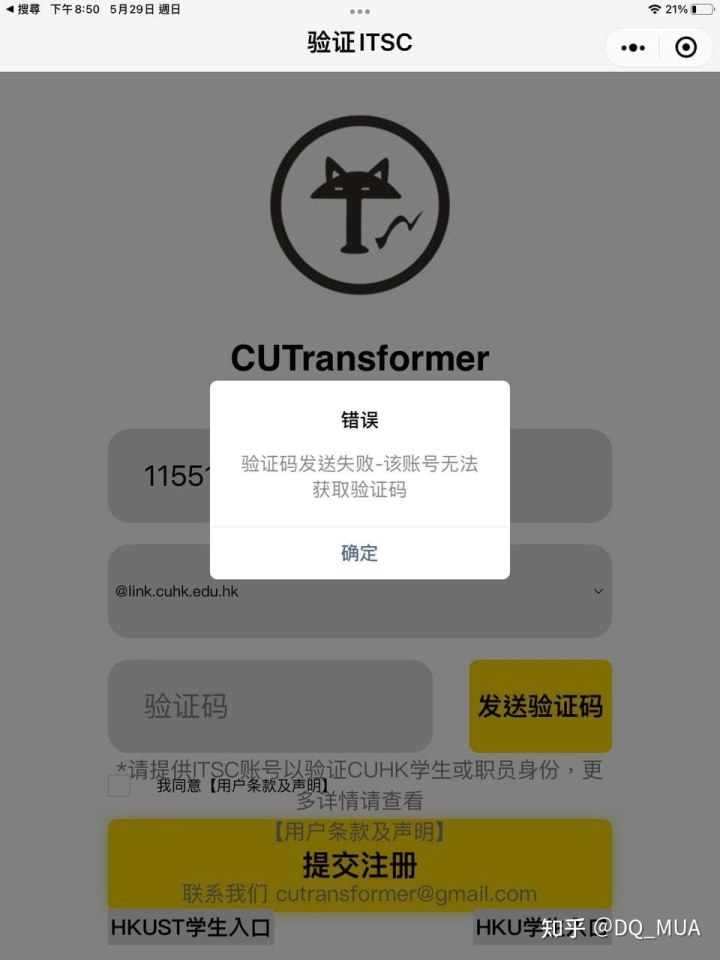 ◀搜尋 下午8:50 5月29日 週日
21%
验证ITSC
CUTransformer
错误
验证码发送失败-该账号无法
获取验证码
确定
1155
@link.cuhk.edu.hk
验证码
发送验证码
*请提供ITSC账号以验证CUHK学生或职员身份，更
我同意【用户条款及声明】
多详情请查看
【用户条款及声明】
提交注册
联系我们 cutransformer@gmail.com
HKUST学生入口
HKU学生入口
知乎 @DQ_MUA